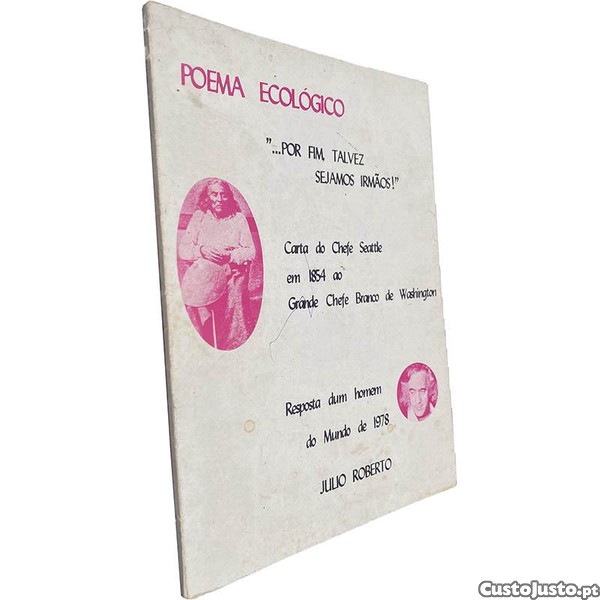 POEMA ECOLÓGICO
"...POR FIM, TALVEZ
SEJAMOS IRMÃOS!"
Carta do Chefe Seattle
em 1854 ao
Grande Chefe Branco de Washington
Resposta dum homem
do Mundo de 1978
JULIO ROBERTO
CustoJusto.pt